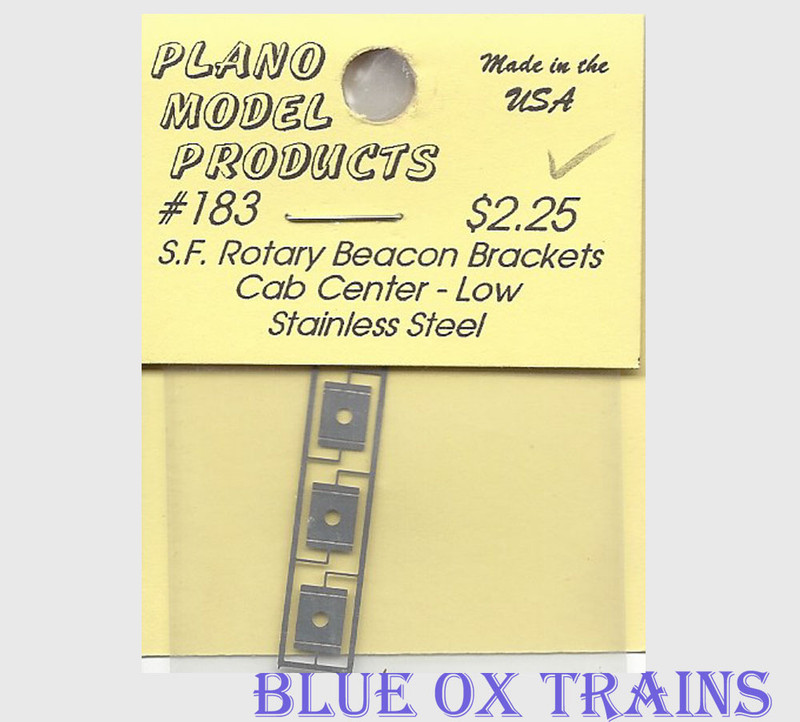 PLANO
MODEL
PRODUCTS
Made in the
USA
#183
$2.25
S.F. Rotary Beacon Brackets
Cab Center - Low
Stainless Steel
BLUE OX TRAINS